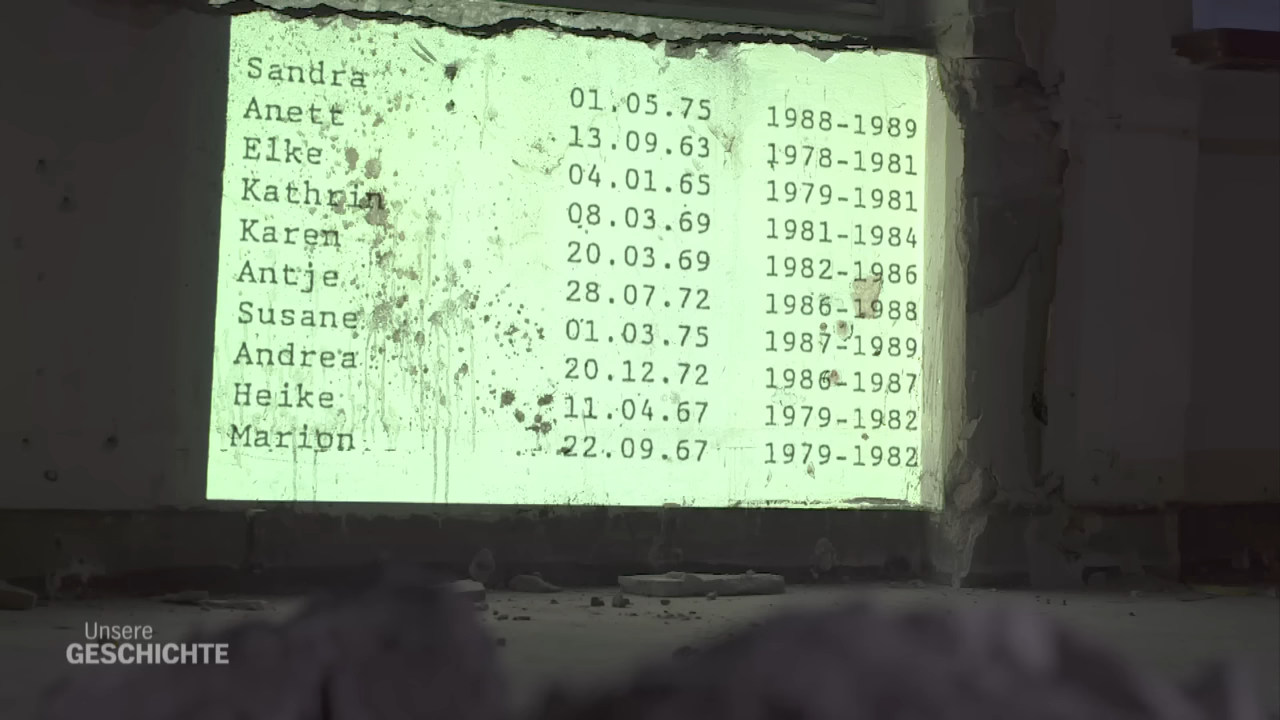 Sandra 01.05.75 1988-1989
Anett 13.09.63 1978-1981
Elke 04.01.65 1979-1981
Kathrin 08.03.69 1981-1984
Karen 20.03.69 1982-1986
Antje 28.07.72 1986-1988
Susane 01.03.75 1987-1989
Andrea 20.12.72 1986-1987
Heike 11.04.67 1979-1982
Marion 22.09.67 1979-1982
Unsere
GESCHICHTE